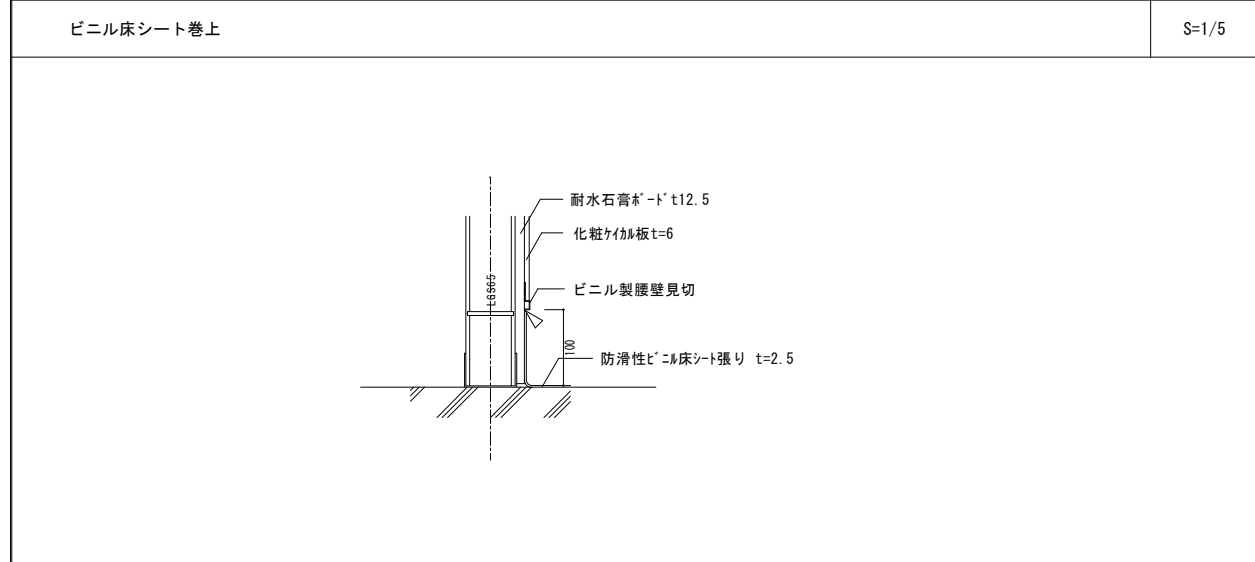 ビニル床シート巻上
S=1/5
耐水石膏ﾎﾞｰﾄﾞt12.5
化粧ｹｲｶﾙ板t=6
LGS65
ビニル製腰壁見切
100
防滑性ﾋﾞﾆﾙ床ｼｰﾄ張り t=2.5